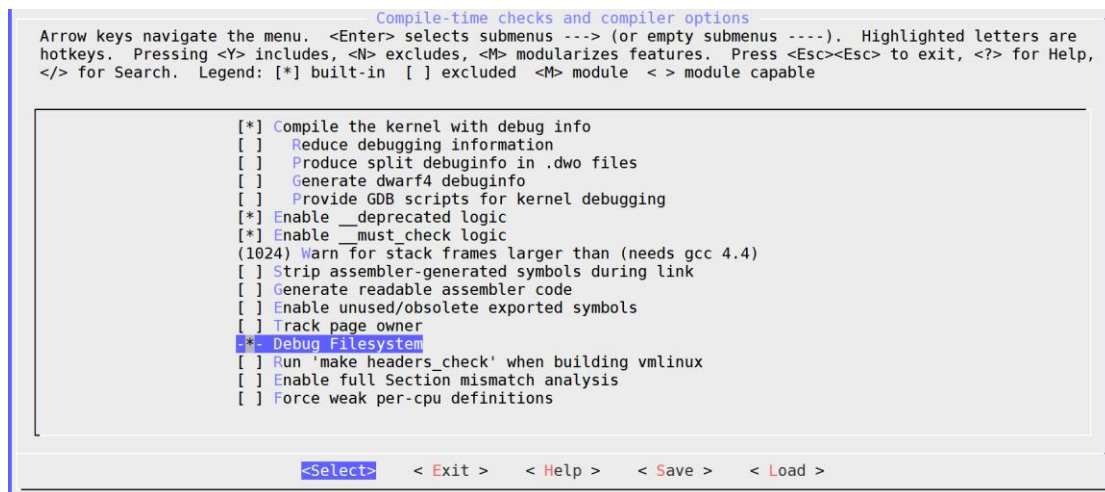 Compile-time checks and compiler options
Arrow keys navigate the menu. <Enter> selects submenus ---> (or empty submenus ----). Highlighted letters are
hotkeys. Pressing <Y> includes, <N> excludes, <M> modularizes features. Press <Esc><Esc> to exit, <?> for Help,
</> for Search. Legend: [*] built-in [ ] excluded <M> module < > module capable
[*] Compile the kernel with debug info
[ ] Reduce debugging information
[ ] Produce split debuginfo in .dwo files
[ ] Generate dwarf4 debuginfo
[ ] Provide GDB scripts for kernel debugging
[*] Enable __deprecated logic
[*] Enable __must_check logic
(1024) Warn for stack frames larger than (needs gcc 4.4)
[ ] Strip assembler-generated symbols during link
[ ] Generate readable assembler code
[ ] Enable unused/obsolete exported symbols
[ ] Track page owner
-*- Debug Filesystem
[ ] Run 'make headers_check' when building vmlinux
[ ] Enable full Section mismatch analysis
[ ] Force weak per-cpu definitions
<Select> < Exit > < Help > < Save > < Load >